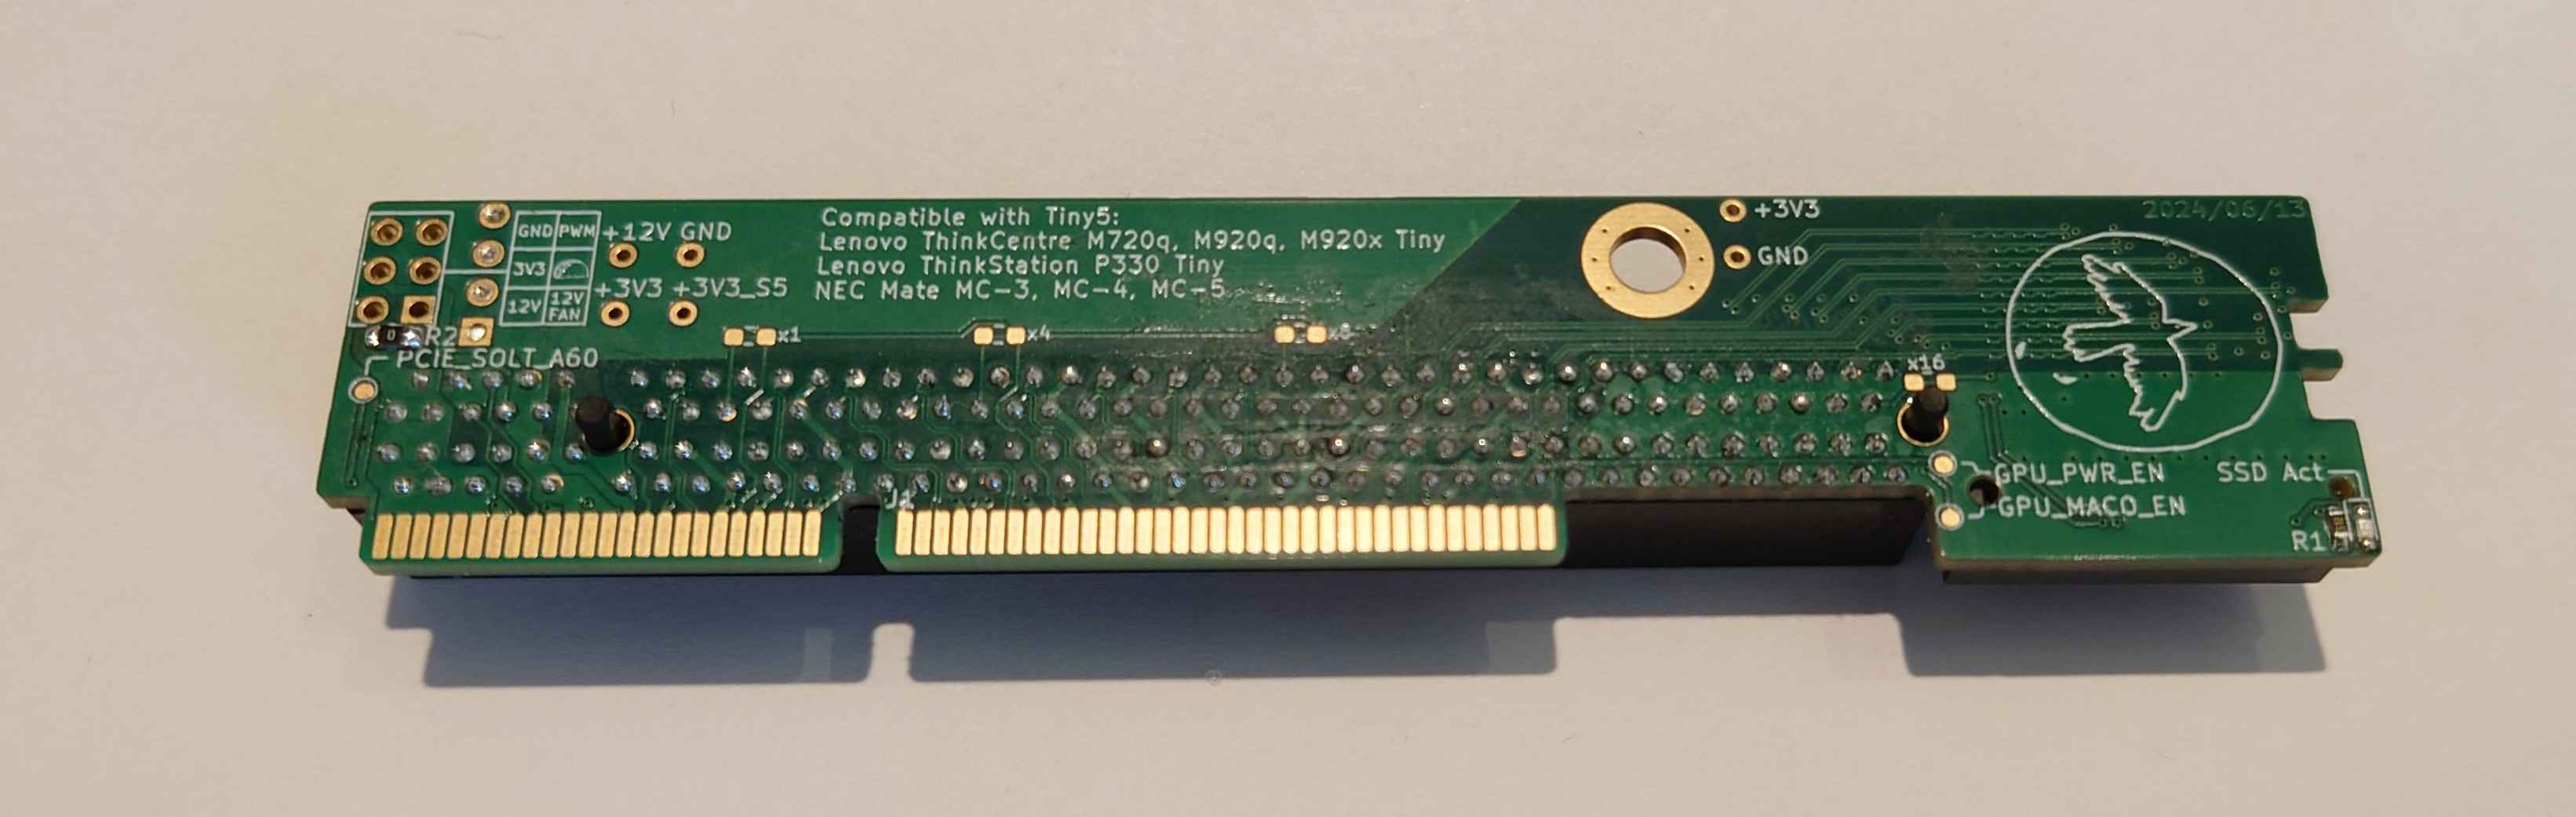 GND PWM
3V3
12V 12V FAN
+12V GND
+3V3 +3V3_S5
R2
PCIE_SOLT_A60
Compatible with Tiny5:
Lenovo ThinkCentre M720q, M920q, M920x Tiny
Lenovo ThinkStation P330 Tiny
NEC Mate MC-3, MC-4, MC-5
x1
x4
x8
J1
+3V3
GND
2024/06/13
x16
GPU_PWR_EN
GPU_MACO_EN
SSD Act
R1
0